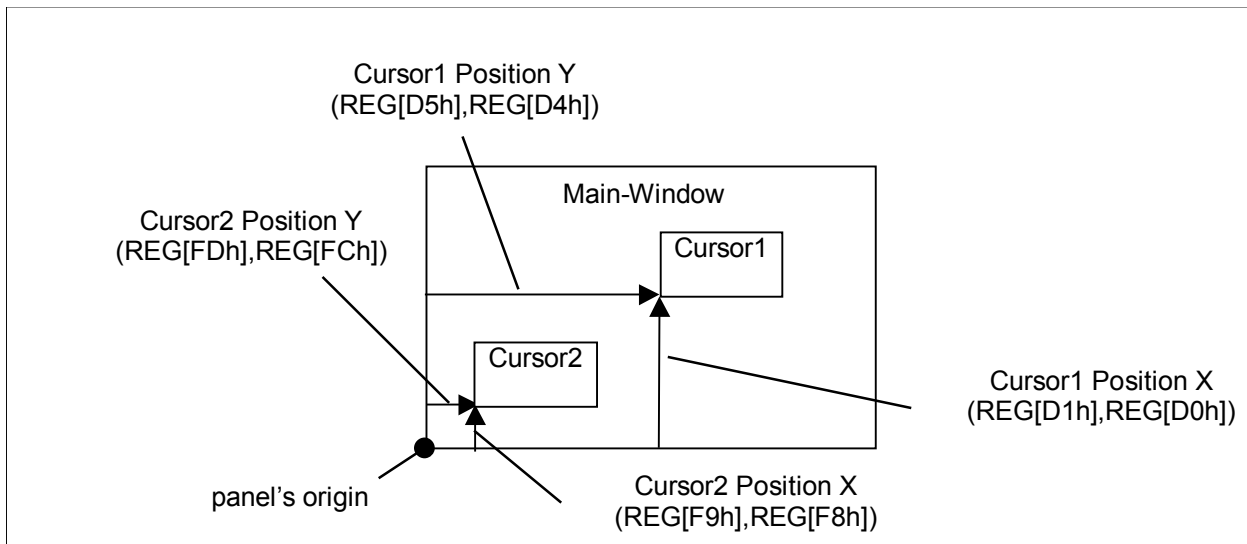 Cursor1 Position Y
(REG[D5h],REG[D4h])
Main-Window
Cursor2 Position Y
(REG[FDh],REG[FCh])
Cursor1
Cursor2
Cursor1 Position X
(REG[D1h],REG[D0h])
panel's origin
Cursor2 Position X
(REG[F9h],REG[F8h])